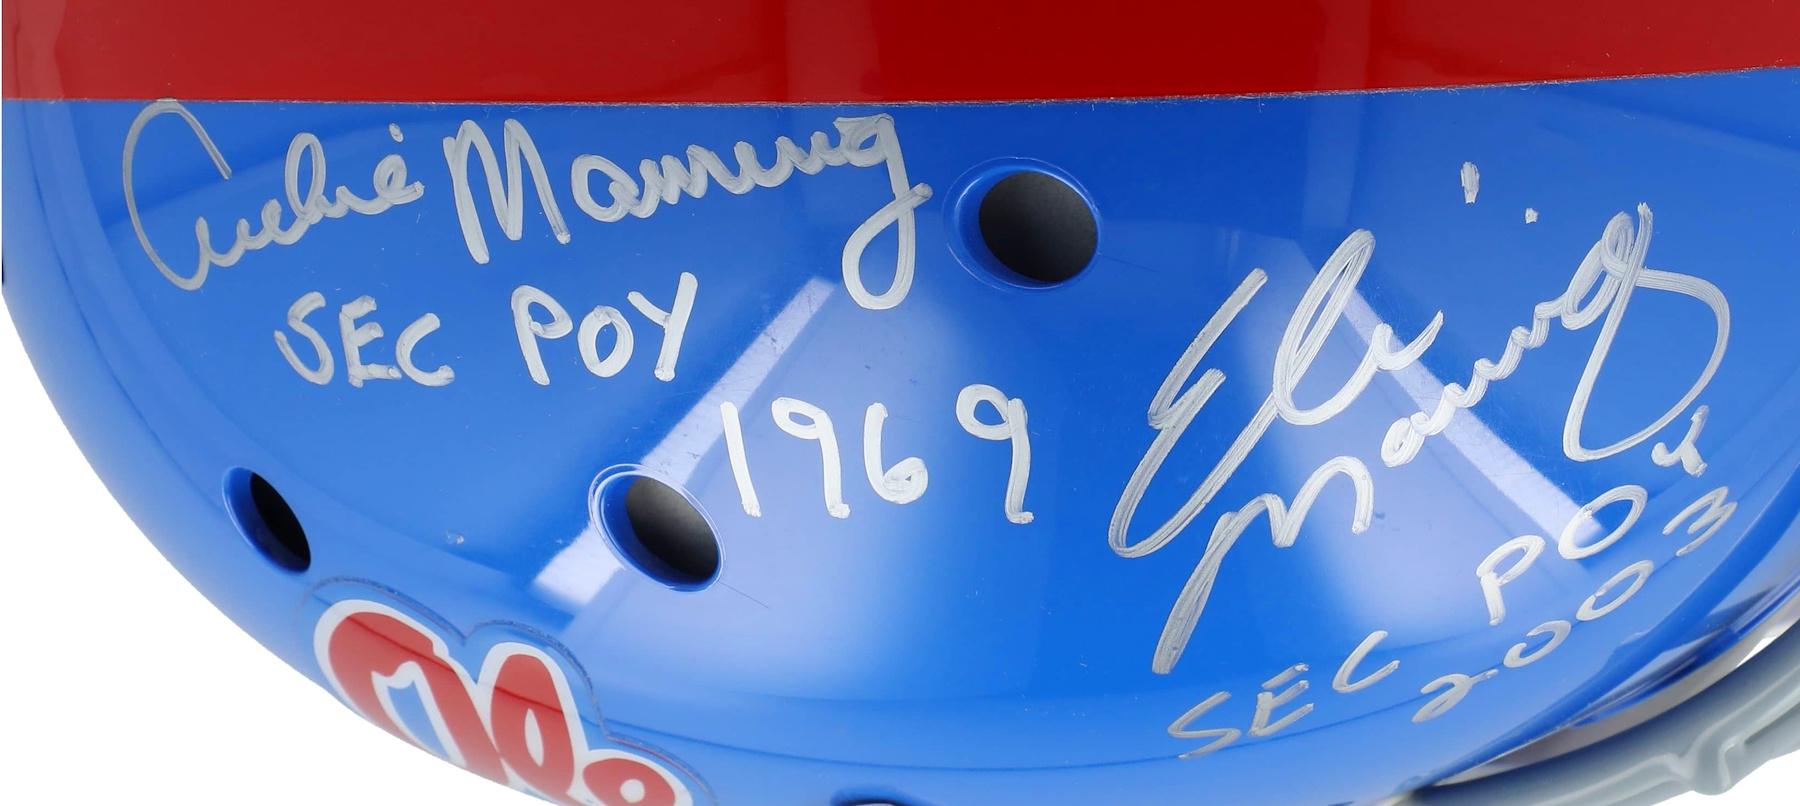 Archie Manning
SEC POY
1969
Eli Manning
SEC POY
2003